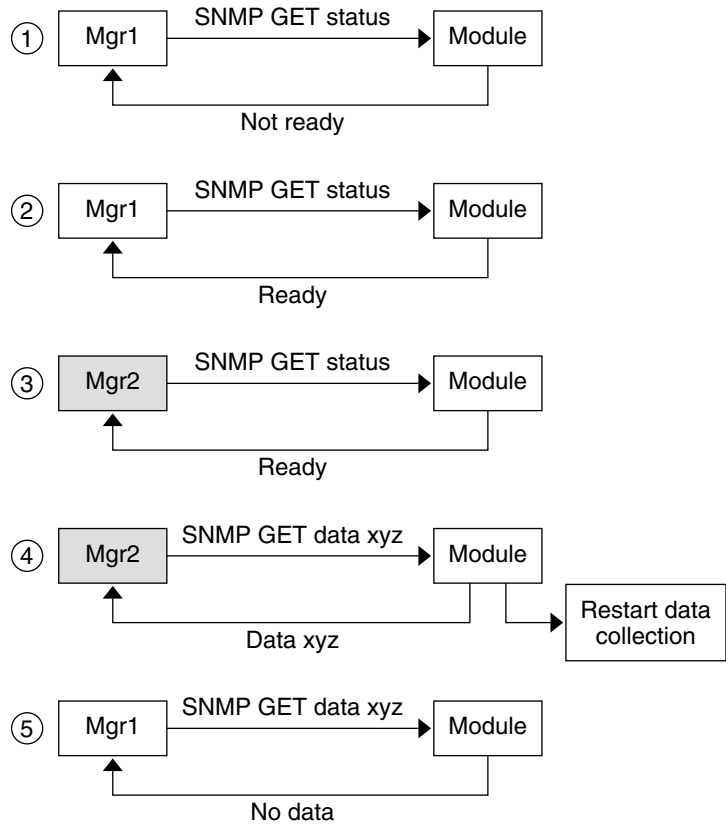 SNMP GET status
1
Mgr1
Module
Not ready
SNMP GET status
2
Mgr1
Module
Ready
SNMP GET status
3
Mgr2
Module
Ready
SNMP GET data xyz
4
Mgr2
Module
Data xyz
Restart data
collection
SNMP GET data xyz
5
Mgr1
Module
No data